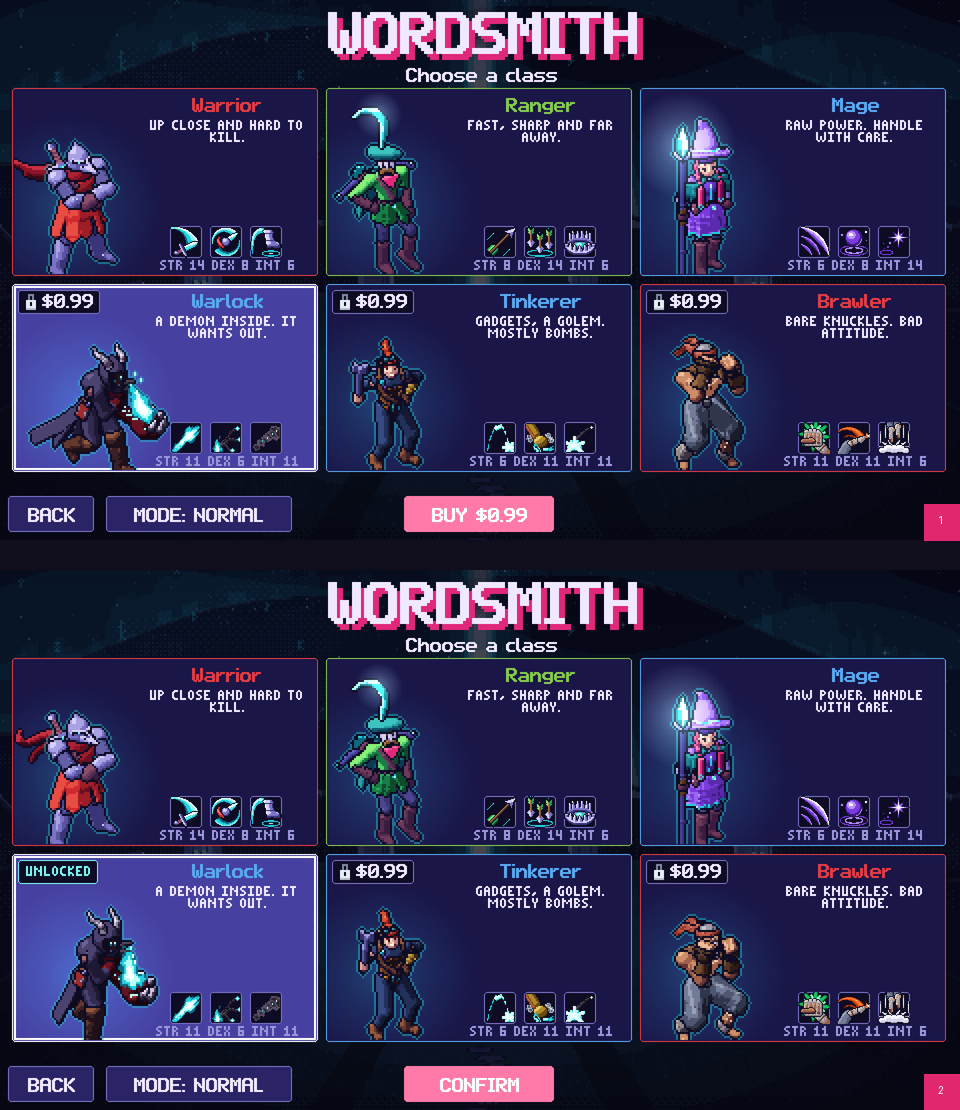 WORDSMITH
Choose a class
Warrior
UP CLOSE AND HARD TO
KILL.
STR 14 DEX 8 INT 6
Ranger
FAST, SHARP AND FAR
AWAY.
STR 8 DEX 14 INT 6
Mage
RAW POWER. HANDLE
WITH CARE.
STR 6 DEX 8 INT 14
$0.99
Warlock
A DEMON INSIDE. IT
WANTS OUT.
STR 11 DEX 6 INT 11
$0.99
Tinkerer
GADGETS, A GOLEM.
MOSTLY BOMBS.
STR 6 DEX 11 INT 11
$0.99
Brawler
BARE KNUCKLES. BAD
ATTITUDE.
STR 11 DEX 11 INT 6
BACK
MODE: NORMAL
BUY $0.99
1
WORDSMITH
Choose a class
Warrior
UP CLOSE AND HARD TO
KILL.
STR 14 DEX 8 INT 6
Ranger
FAST, SHARP AND FAR
AWAY.
STR 8 DEX 14 INT 6
Mage
RAW POWER. HANDLE
WITH CARE.
STR 6 DEX 8 INT 14
UNLOCKED
Warlock
A DEMON INSIDE. IT
WANTS OUT.
STR 11 DEX 6 INT 11
$0.99
Tinkerer
GADGETS, A GOLEM.
MOSTLY BOMBS.
STR 6 DEX 11 INT 11
$0.99
Brawler
BARE KNUCKLES. BAD
ATTITUDE.
STR 11 DEX 11 INT 6
BACK
MODE: NORMAL
CONFIRM
2